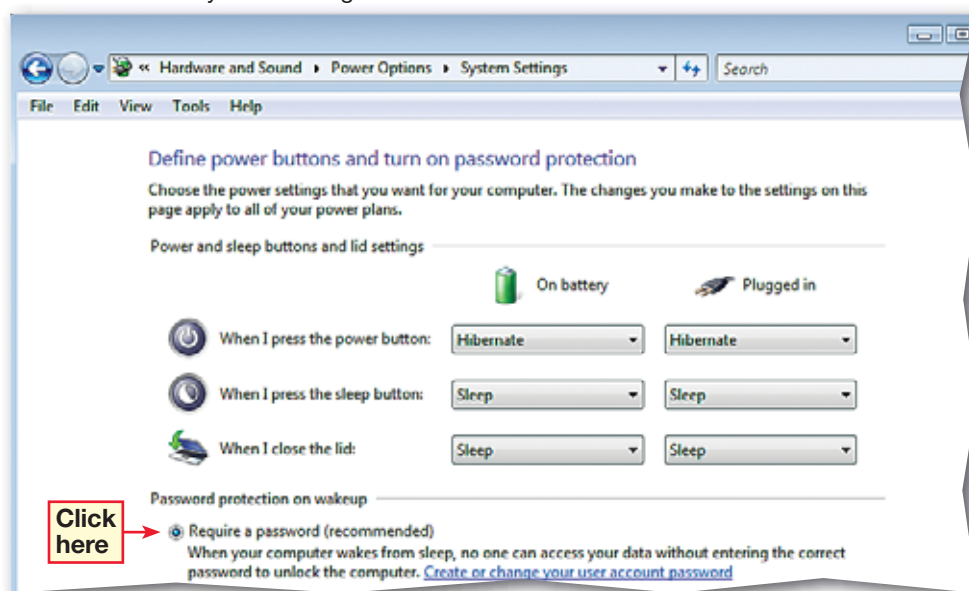 « Hardware and Sound ▸ Power Options ▸ System Settings Search
File Edit View Tools Help
Define power buttons and turn on password protection
Choose the power settings that you want for your computer. The changes you make to the settings on this
page apply to all of your power plans.
Power and sleep buttons and lid settings
On battery Plugged in
When I press the power button: Hibernate Hibernate
When I press the sleep button: Sleep Sleep
When I close the lid: Sleep Sleep
Password protection on wakeup
Click
here
Require a password (recommended)
When your computer wakes from sleep, no one can access your data without entering the correct
password to unlock the computer. Create or change your user account password